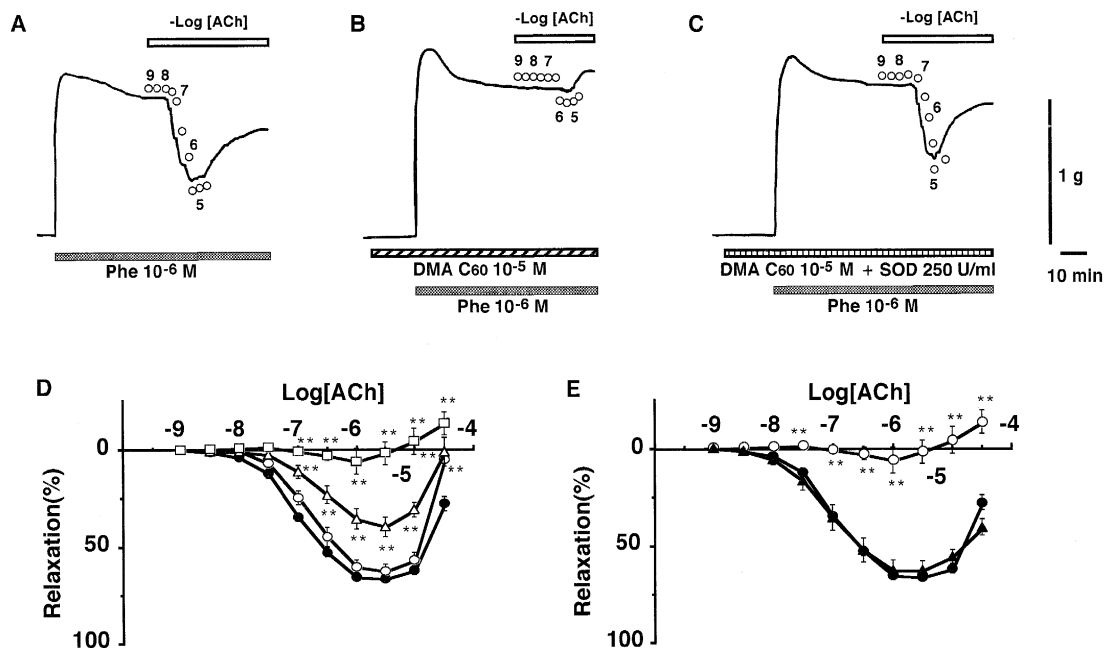 A
-Log [ACh]
9 8
7
6
5
Phe 10-6 M
B
-Log [ACh]
9 8 7
6 5
DMA C60 10-5 M
Phe 10-6 M
C
-Log [ACh]
9 8 7
6
5
DMA C60 10-5 M + SOD 250 U/ml
Phe 10-6 M
1 g
10 min
D
Log[ACh]
-9 -8 -7 -6 -5 -4
0
50
100
Relaxation(%)
** ** ** ** **
** ** ** ** ** **
E
Log[ACh]
-9 -8 -7 -6 -5 -4
0
50
100
Relaxation(%)
** ** ** **
** ** **